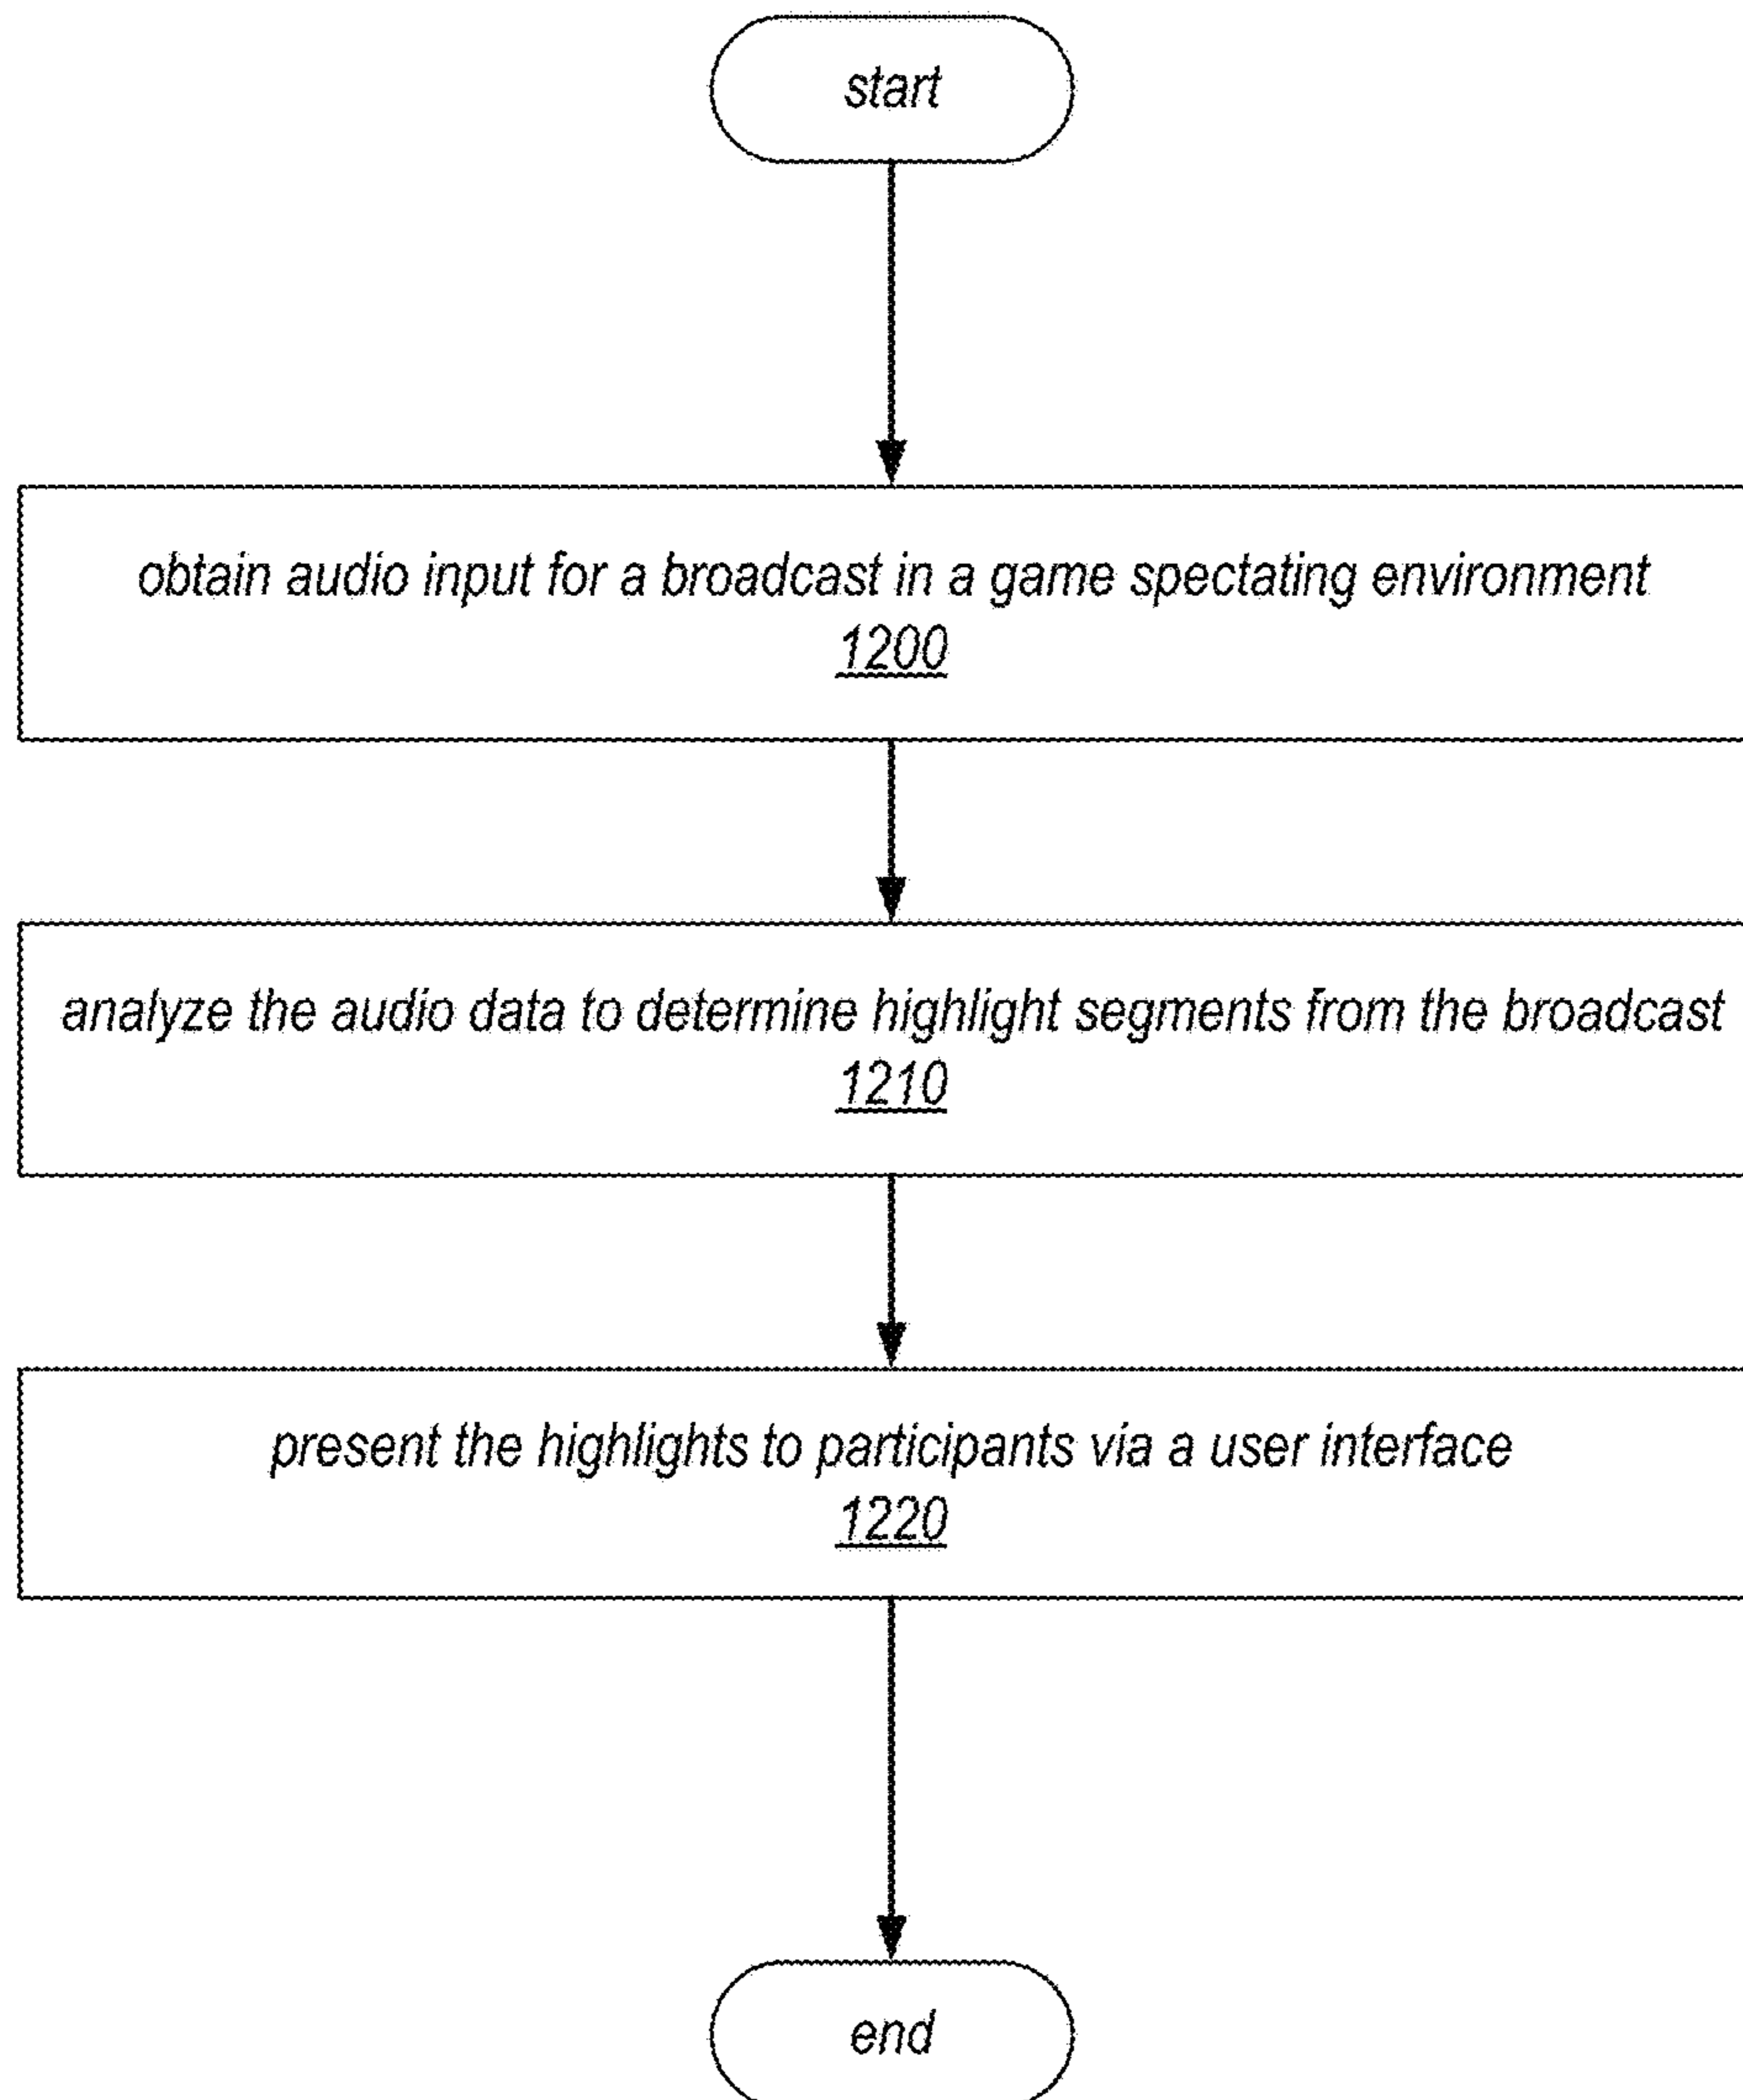 start
obtain audio input for a broadcast in a game spectating environment
1200
analyze the audio data to determine highlight segments from the broadcast
1210
present the highlights to participants via a user interface
1220
end